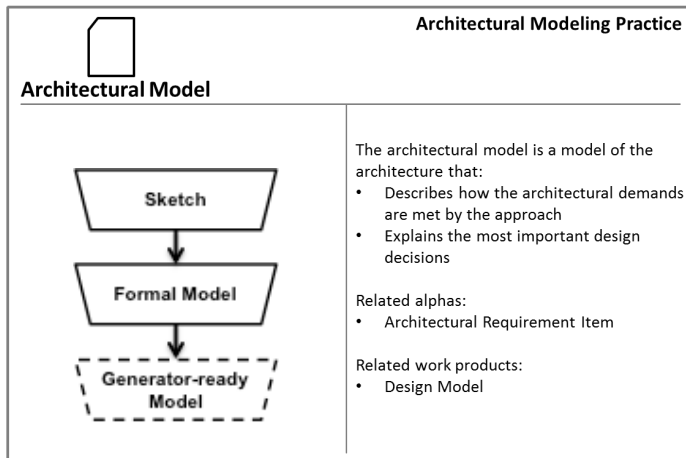 Architectural Modeling Practice
Architectural Model
Sketch
Formal Model
Generator-ready
Model
The architectural model is a model of the
architecture that:
• Describes how the architectural demands
are met by the approach
• Explains the most important design
decisions
Related alphas:
• Architectural Requirement Item
Related work products:
• Design Model